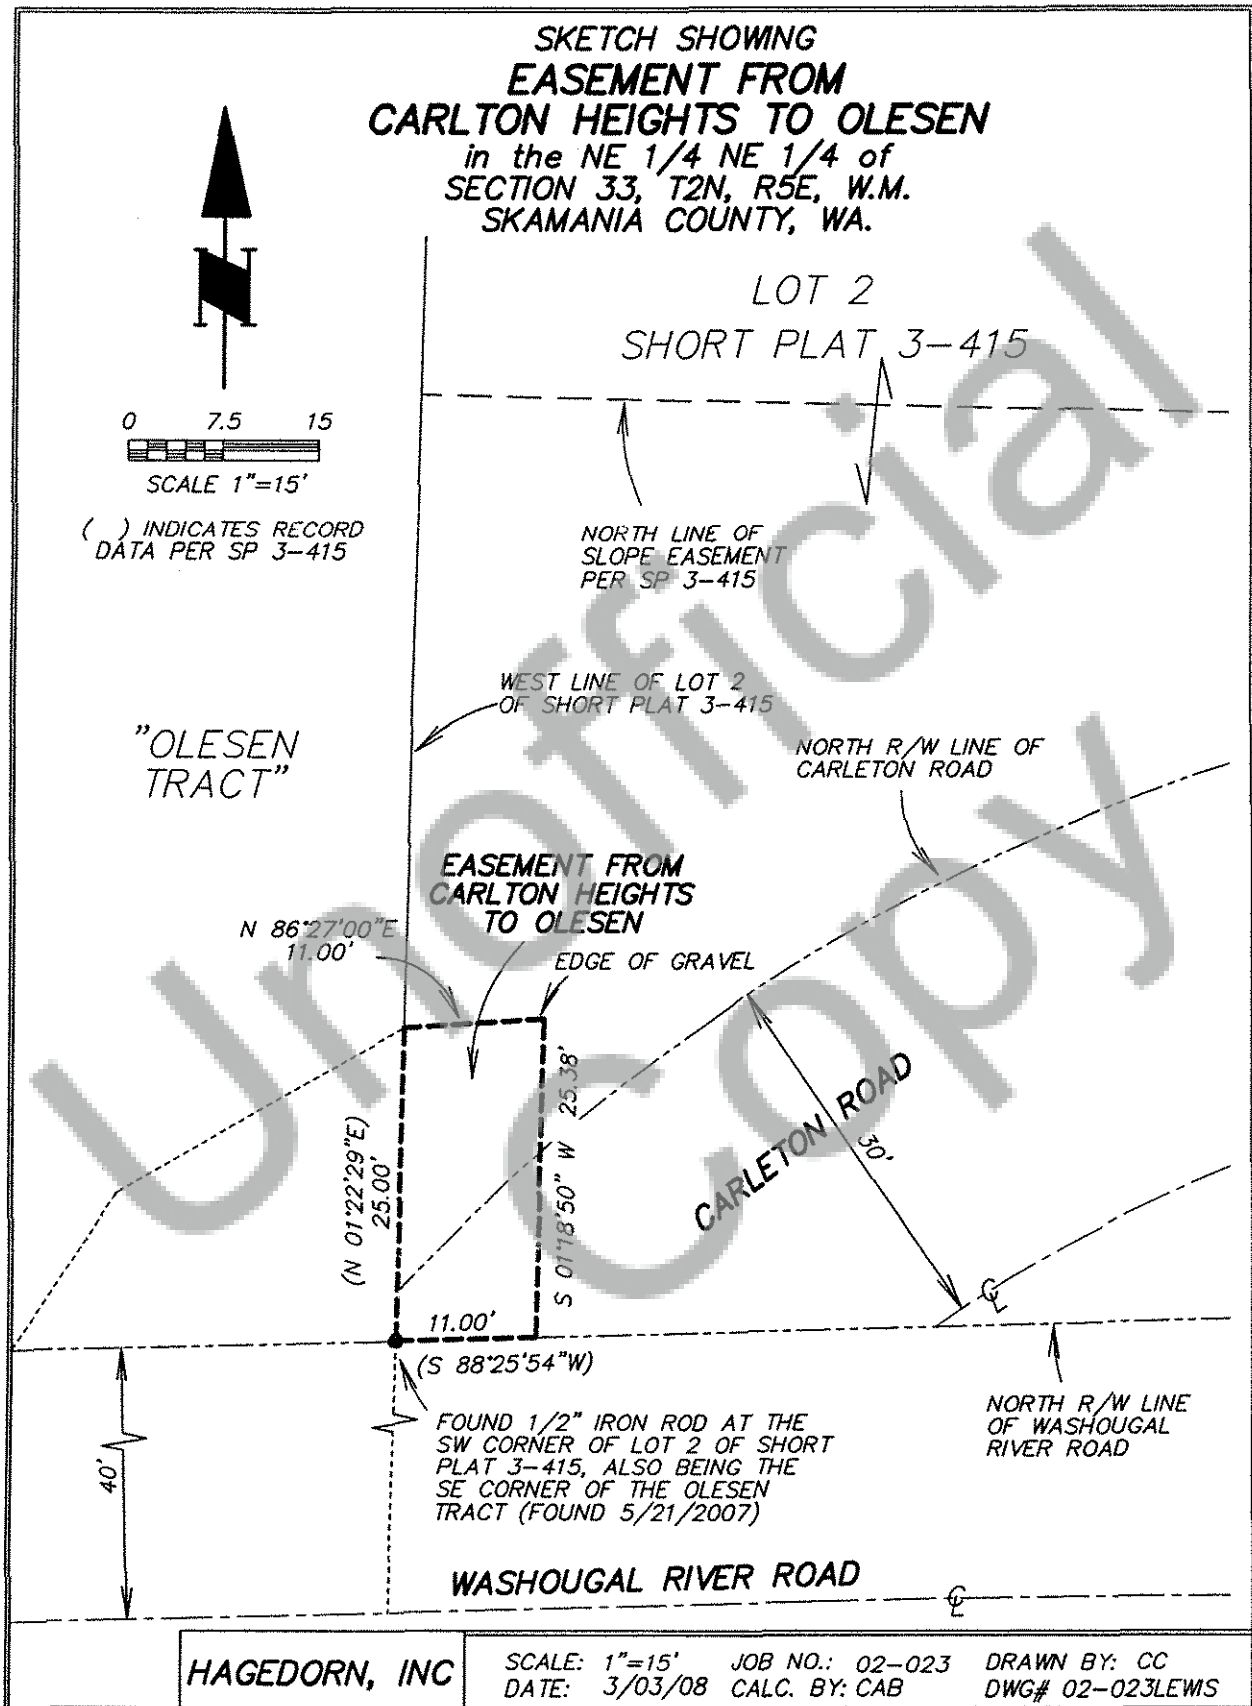 SKETCH SHOWING
EASEMENT FROM
CARLTON HEIGHTS TO OLESEN
in the NE 1/4 NE 1/4 of
SECTION 33, T2N, R5E, W.M.
SKAMANIA COUNTY, WA.
N
LOT 2
SHORT PLAT 3-415
0 7.5 15
SCALE 1"=15'
( ) INDICATES RECORD
DATA PER SP 3-415
NORTH LINE OF
SLOPE EASEMENT
PER SP 3-415
WEST LINE OF LOT 2
OF SHORT PLAT 3-415
"OLESEN
TRACT"
NORTH R/W LINE OF
CARLETON ROAD
EASEMENT FROM
CARLTON HEIGHTS
TO OLESEN
N 86°27'00"E
11.00'
EDGE OF GRAVEL
(N 01°22'29"E)
25.00'
S 01°18'50" W 25.38'
CARLETON ROAD
30'
11.00'
(S 88°25'54"W)
FOUND 1/2" IRON ROD AT THE
SW CORNER OF LOT 2 OF SHORT
PLAT 3-415, ALSO BEING THE
SE CORNER OF THE OLESEN
TRACT (FOUND 5/21/2007)
NORTH R/W LINE
OF WASHOUGAL
RIVER ROAD
40'
WASHOUGAL RIVER ROAD
HAGEDORN, INC
SCALE: 1"=15' JOB NO.: 02-023 DRAWN BY: CC
DATE: 3/03/08 CALC. BY: CAB DWG# 02-023LEWIS
Unofficial
Copy